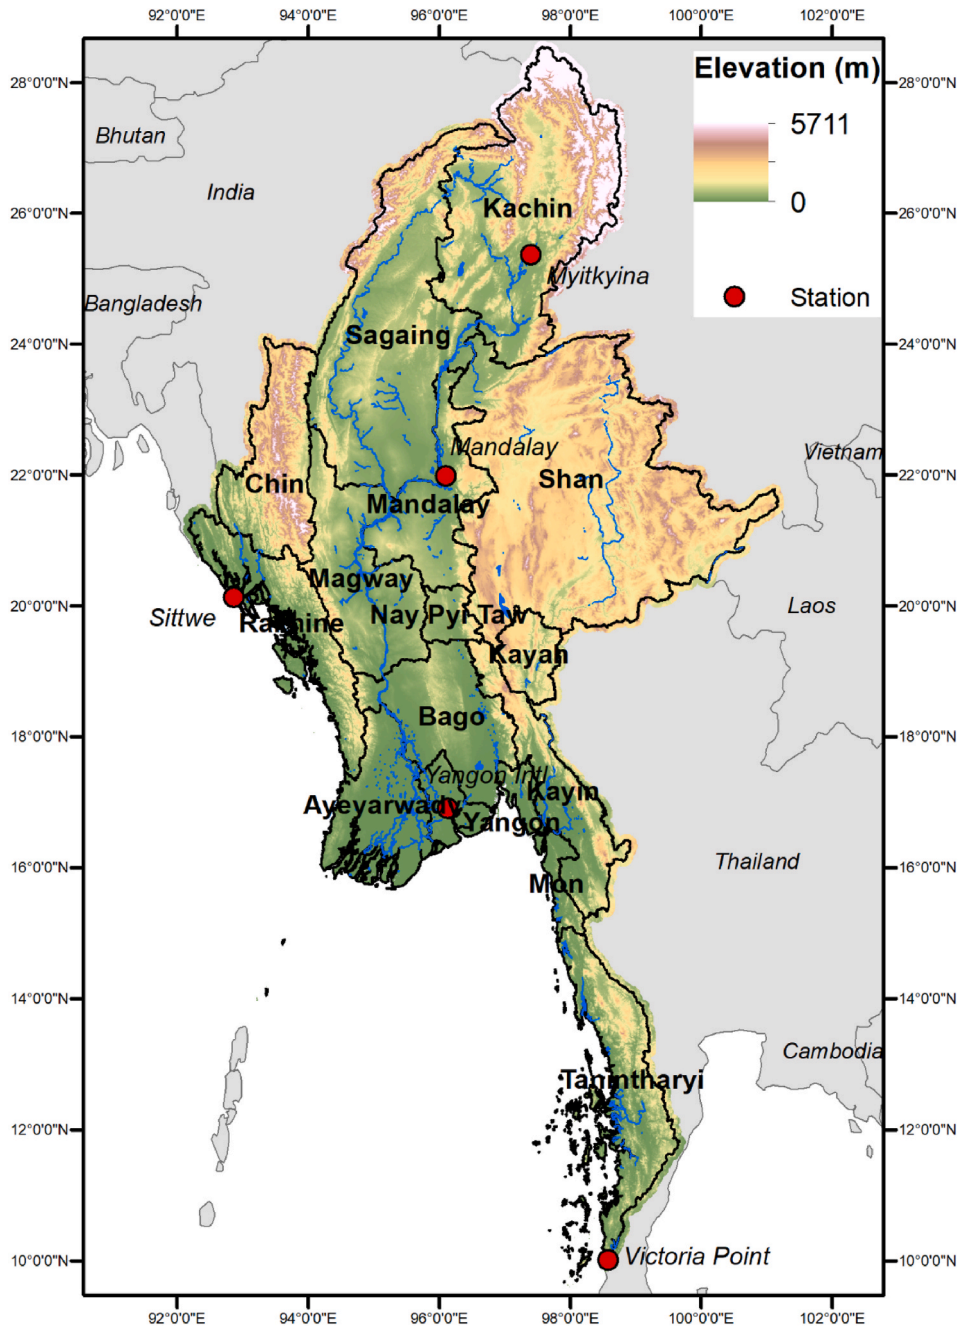 92°0'0"E 94°0'0"E 96°0'0"E 98°0'0"E 100°0'0"E 102°0'0"E
Elevation (m)
5711
0
Station
28°0'0"N 28°0'0"N
Bhutan
India
26°0'0"N 26°0'0"N
Kachin
Myitkyina
Bangladesh
Sagaing
24°0'0"N 24°0'0"N
Mandalay
Vietnam
22°0'0"N 22°0'0"N
Chin
Shan
Mandalay
Magway
20°0'0"N 20°0'0"N
Sittwe
Rakhine
Nay Pyi Taw
Laos
Kayah
Bago
18°0'0"N 18°0'0"N
Yangon Intl
Kayin
Ayeyarwady
Yangon
16°0'0"N 16°0'0"N
Thailand
Mon
14°0'0"N 14°0'0"N
Cambodia
Tanintharyi
12°0'0"N 12°0'0"N
10°0'0"N 10°0'0"N
Victoria Point
92°0'0"E 94°0'0"E 96°0'0"E 98°0'0"E 100°0'0"E 102°0'0"E